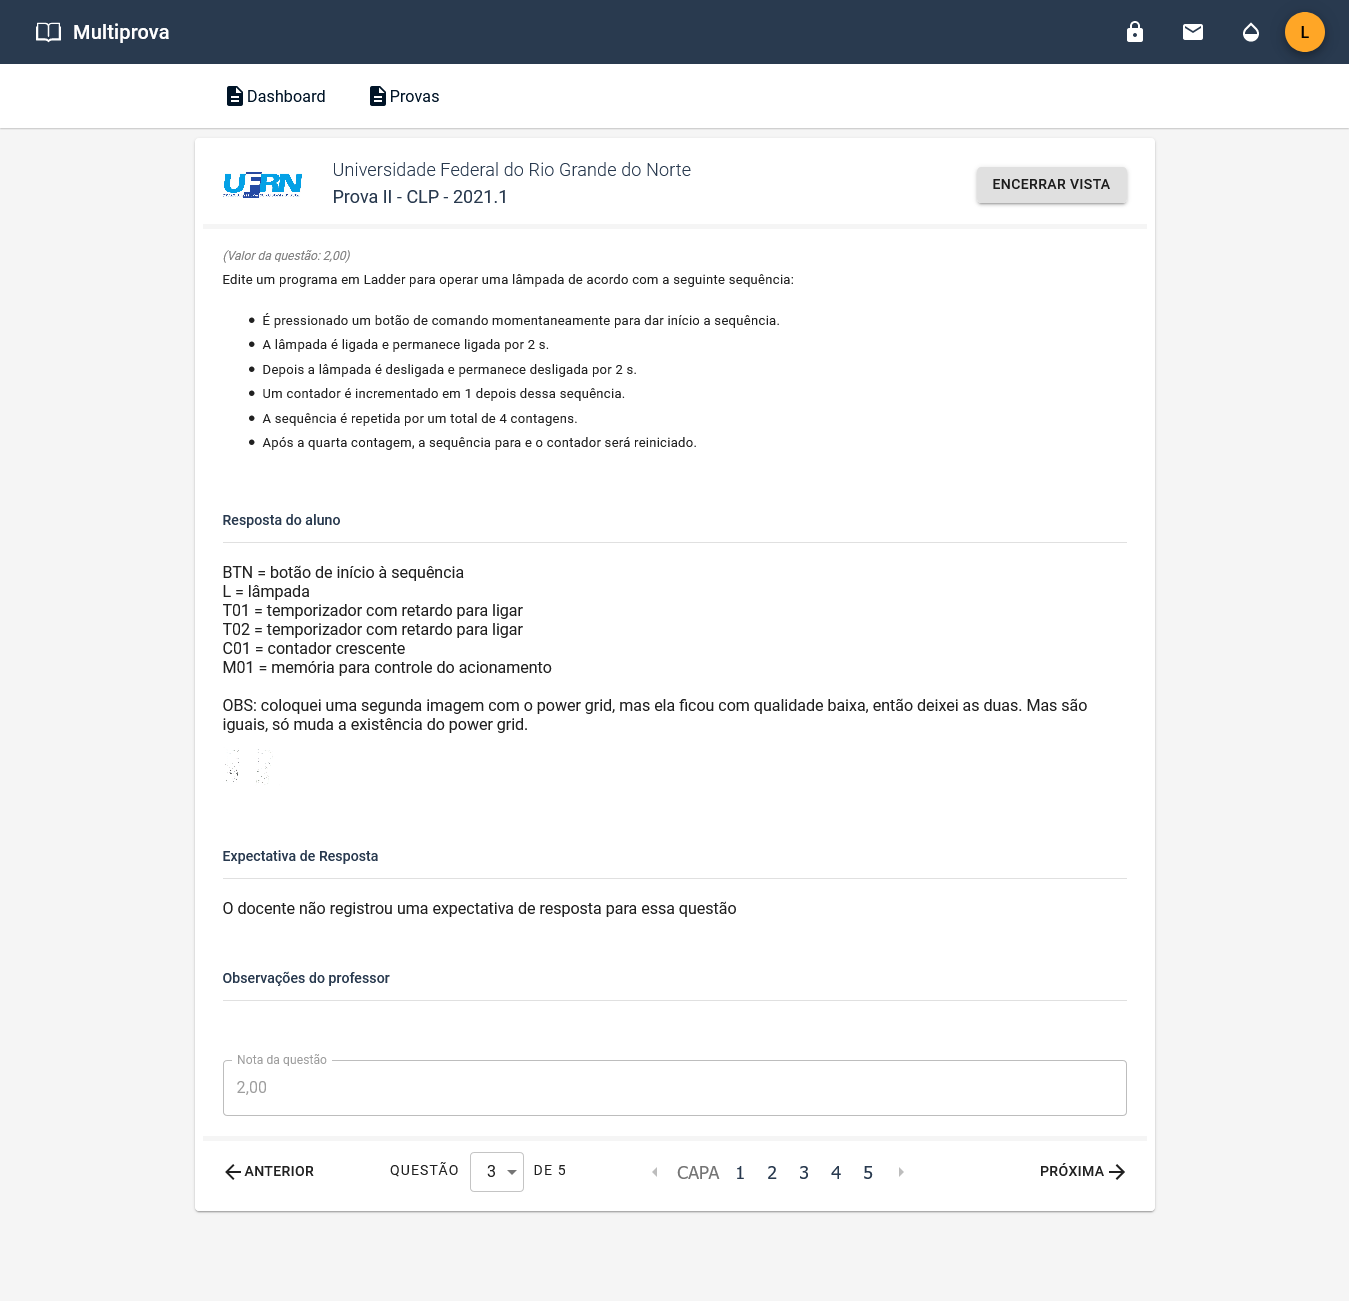 Multiprova
L
Dashboard
Provas
UFRN
Universidade Federal do Rio Grande do Norte
Prova II - CLP - 2021.1
ENCERRAR VISTA
(Valor da questão: 2,00)
Edite um programa em Ladder para operar uma lâmpada de acordo com a seguinte sequência:
• É pressionado um botão de comando momentaneamente para dar início a sequência.
• A lâmpada é ligada e permanece ligada por 2 s.
• Depois a lâmpada é desligada e permanece desligada por 2 s.
• Um contador é incrementado em 1 depois dessa sequência.
• A sequência é repetida por um total de 4 contagens.
• Após a quarta contagem, a sequência para e o contador será reiniciado.
Resposta do aluno
BTN = botão de início à sequência
L = lâmpada
T01 = temporizador com retardo para ligar
T02 = temporizador com retardo para ligar
C01 = contador crescente
M01 = memória para controle do acionamento
OBS: coloquei uma segunda imagem com o power grid, mas ela ficou com qualidade baixa, então deixei as duas. Mas são
iguais, só muda a existência do power grid.
Expectativa de Resposta
O docente não registrou uma expectativa de resposta para essa questão
Observações do professor
Nota da questão
2,00
ANTERIOR
QUESTÃO 3 DE 5
CAPA 1 2 3 4 5
PRÓXIMA